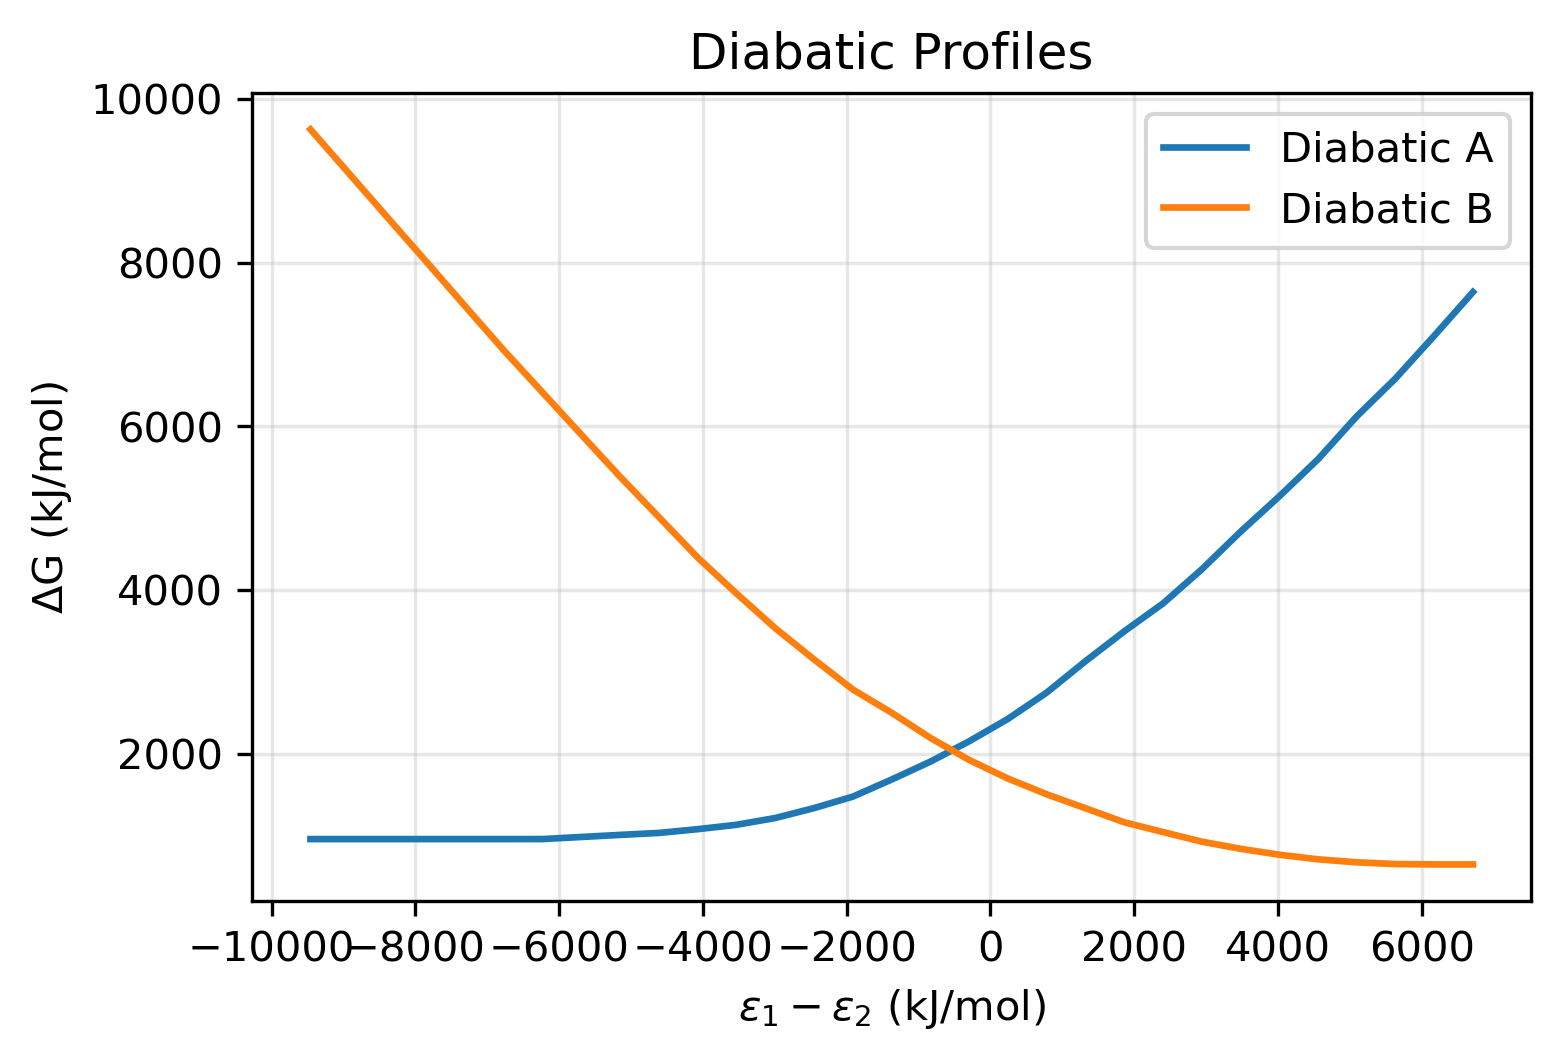 Diabatic Profiles
10000
8000
6000
4000
2000
ΔG (kJ/mol)
Diabatic A
Diabatic B
−10000 −8000 −6000 −4000 −2000 0 2000 4000 6000
ε₁ − ε₂ (kJ/mol)